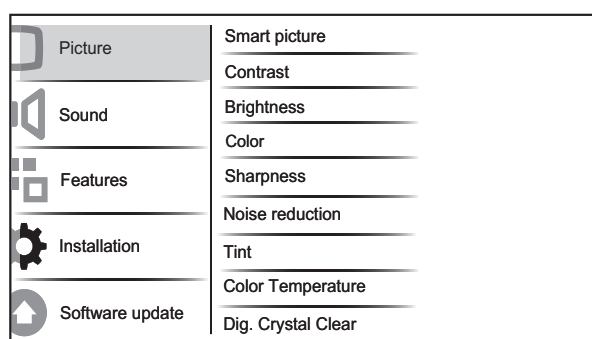 Picture
Sound
Features
Installation
Software update
Smart picture
Contrast
Brightness
Color
Sharpness
Noise reduction
Tint
Color Temperature
Dig. Crystal Clear